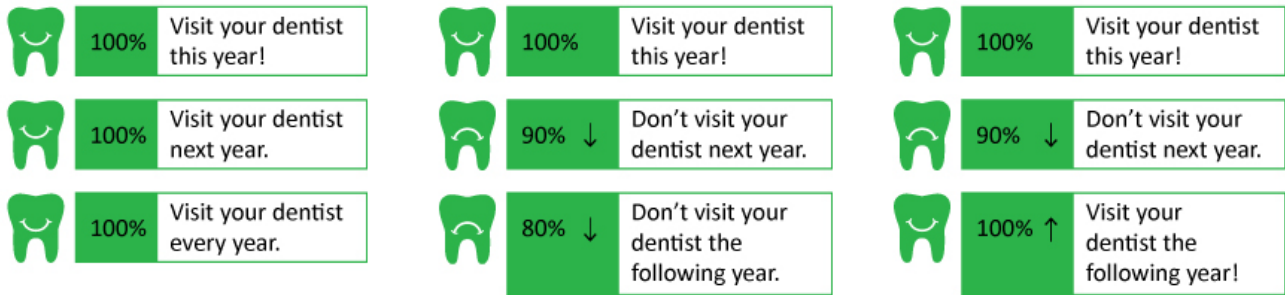 100% Visit your dentist
this year!
100% Visit your dentist
next year.
100% Visit your dentist
every year.
100% Visit your dentist
this year!
90% ↓ Don’t visit your
dentist next year.
80% ↓ Don’t visit your
dentist the
following year.
100% Visit your dentist
this year!
90% ↓ Don’t visit your
dentist next year.
100% ↑ Visit your
dentist the
following year!